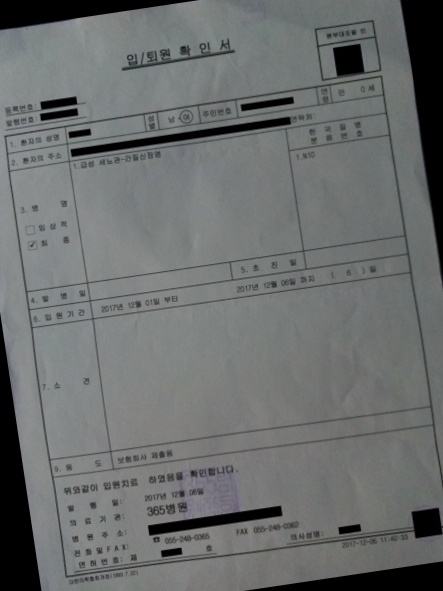 입/퇴원 확인서
원부대조필 인
등록번호:
발행번호:
1. 환자의 성명
성별
남 · 여
주민번호
연령
만 0 세
2. 환자의 주소
연락처:
3. 병 명
임상적
최 종
1.급성 세뇨관-간질신장염
한국질병
분류번호
1.N10
4. 발 병 일
5. 초 진 일
6. 입원기간
2017년 12월 01일 부터
2017년 12월 06일 까지 ( 6 ) 일
7. 소 견
9. 용 도
보험회사 제출용
위와같이 입원치료 하였음을 확인합니다.
발 행 일:
2017년 12월 06일
의료기관:
365병원
병원주소:
전화및FAX:
☎ 055-248-0365
FAX 055-248-0362
면허번호: 제 호
의사성명:
2017-12-06 11:42:33